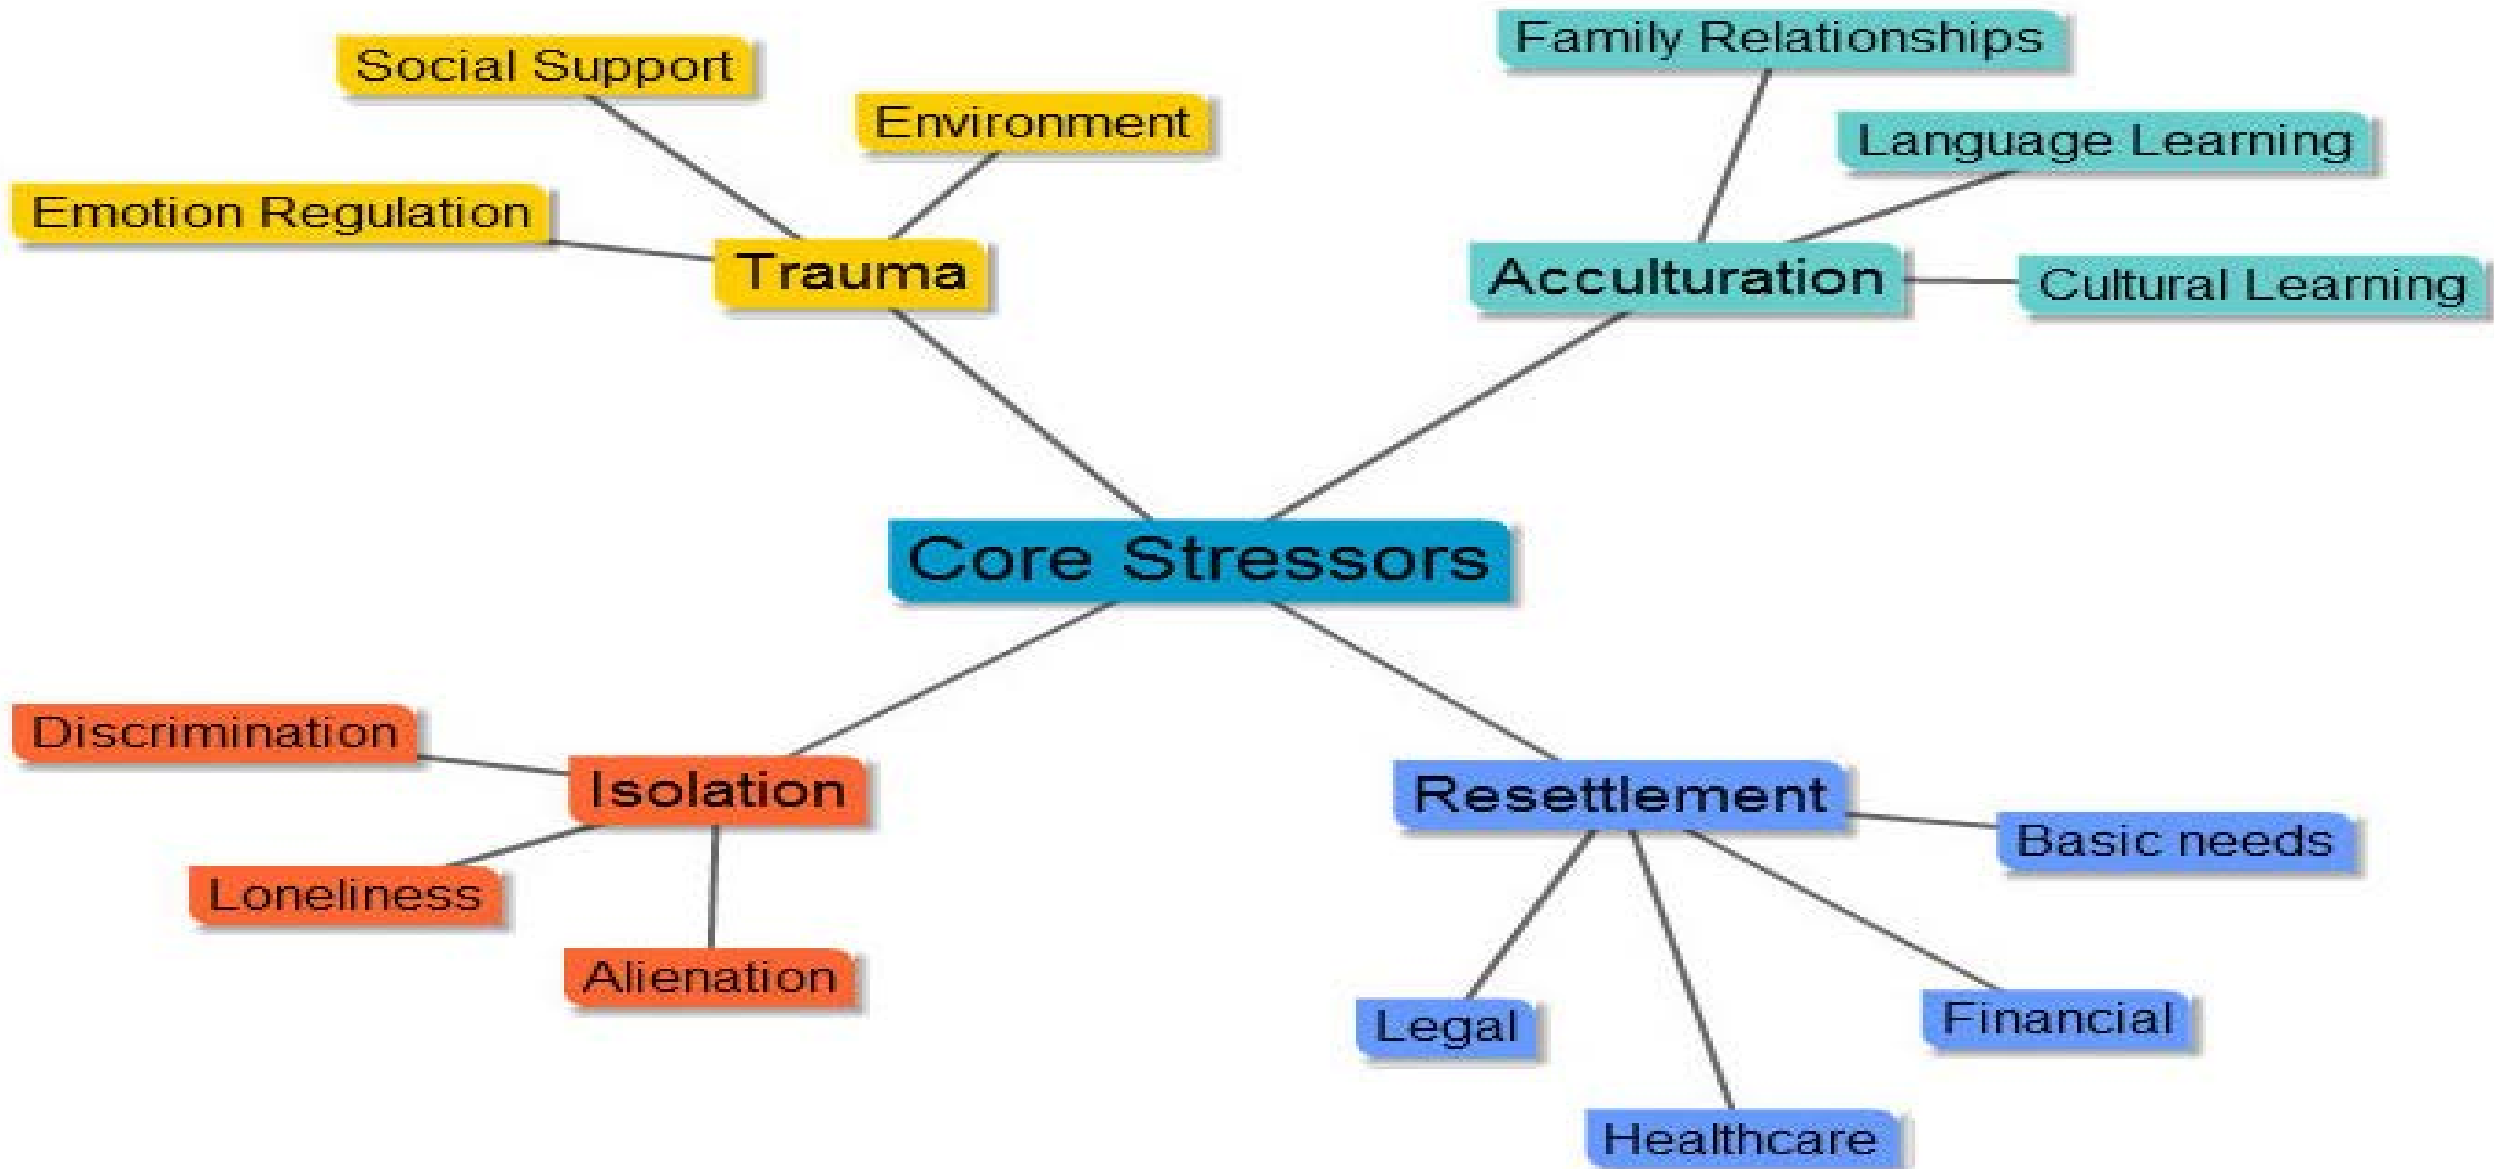 Social Support
Environment
Emotion Regulation
Trauma
Family Relationships
Language Learning
Acculturation
Cultural Learning
Core Stressors
Discrimination
Isolation
Loneliness
Alienation
Resettlement
Basic needs
Legal
Financial
Healthcare